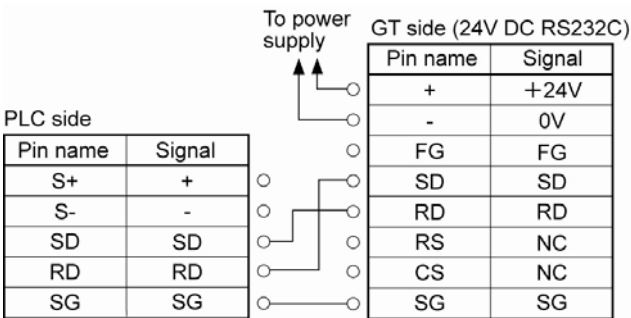 To power
supply
GT side (24V DC RS232C)
Pin name Signal
+ +24V
- 0V
FG FG
SD SD
RD RD
RS NC
CS NC
SG SG
PLC side
Pin name Signal
S+ +
S- -
SD SD
RD RD
SG SG